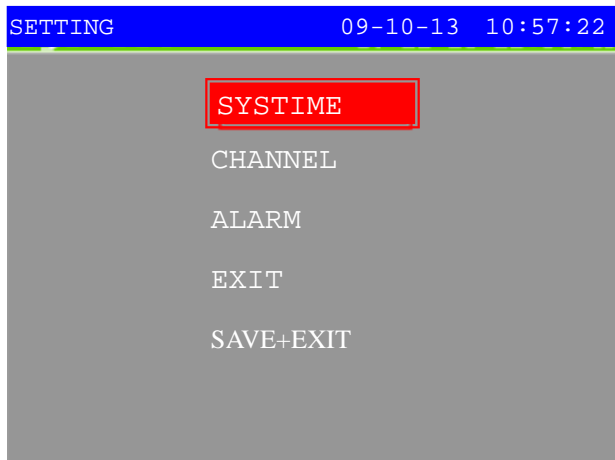 SETTING 09-10-13 10:57:22
SYSTIME
CHANNEL
ALARM
EXIT
SAVE+EXIT